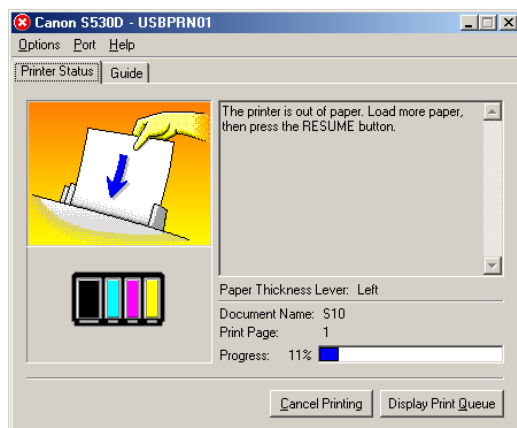 Canon S530D - USBPRN01
Options Port Help
Printer Status Guide
The printer is out of paper. Load more paper,
then press the RESUME button.
Paper Thickness Lever: Left
Document Name: S10
Print Page: 1
Progress: 11%
Cancel Printing Display Print Queue